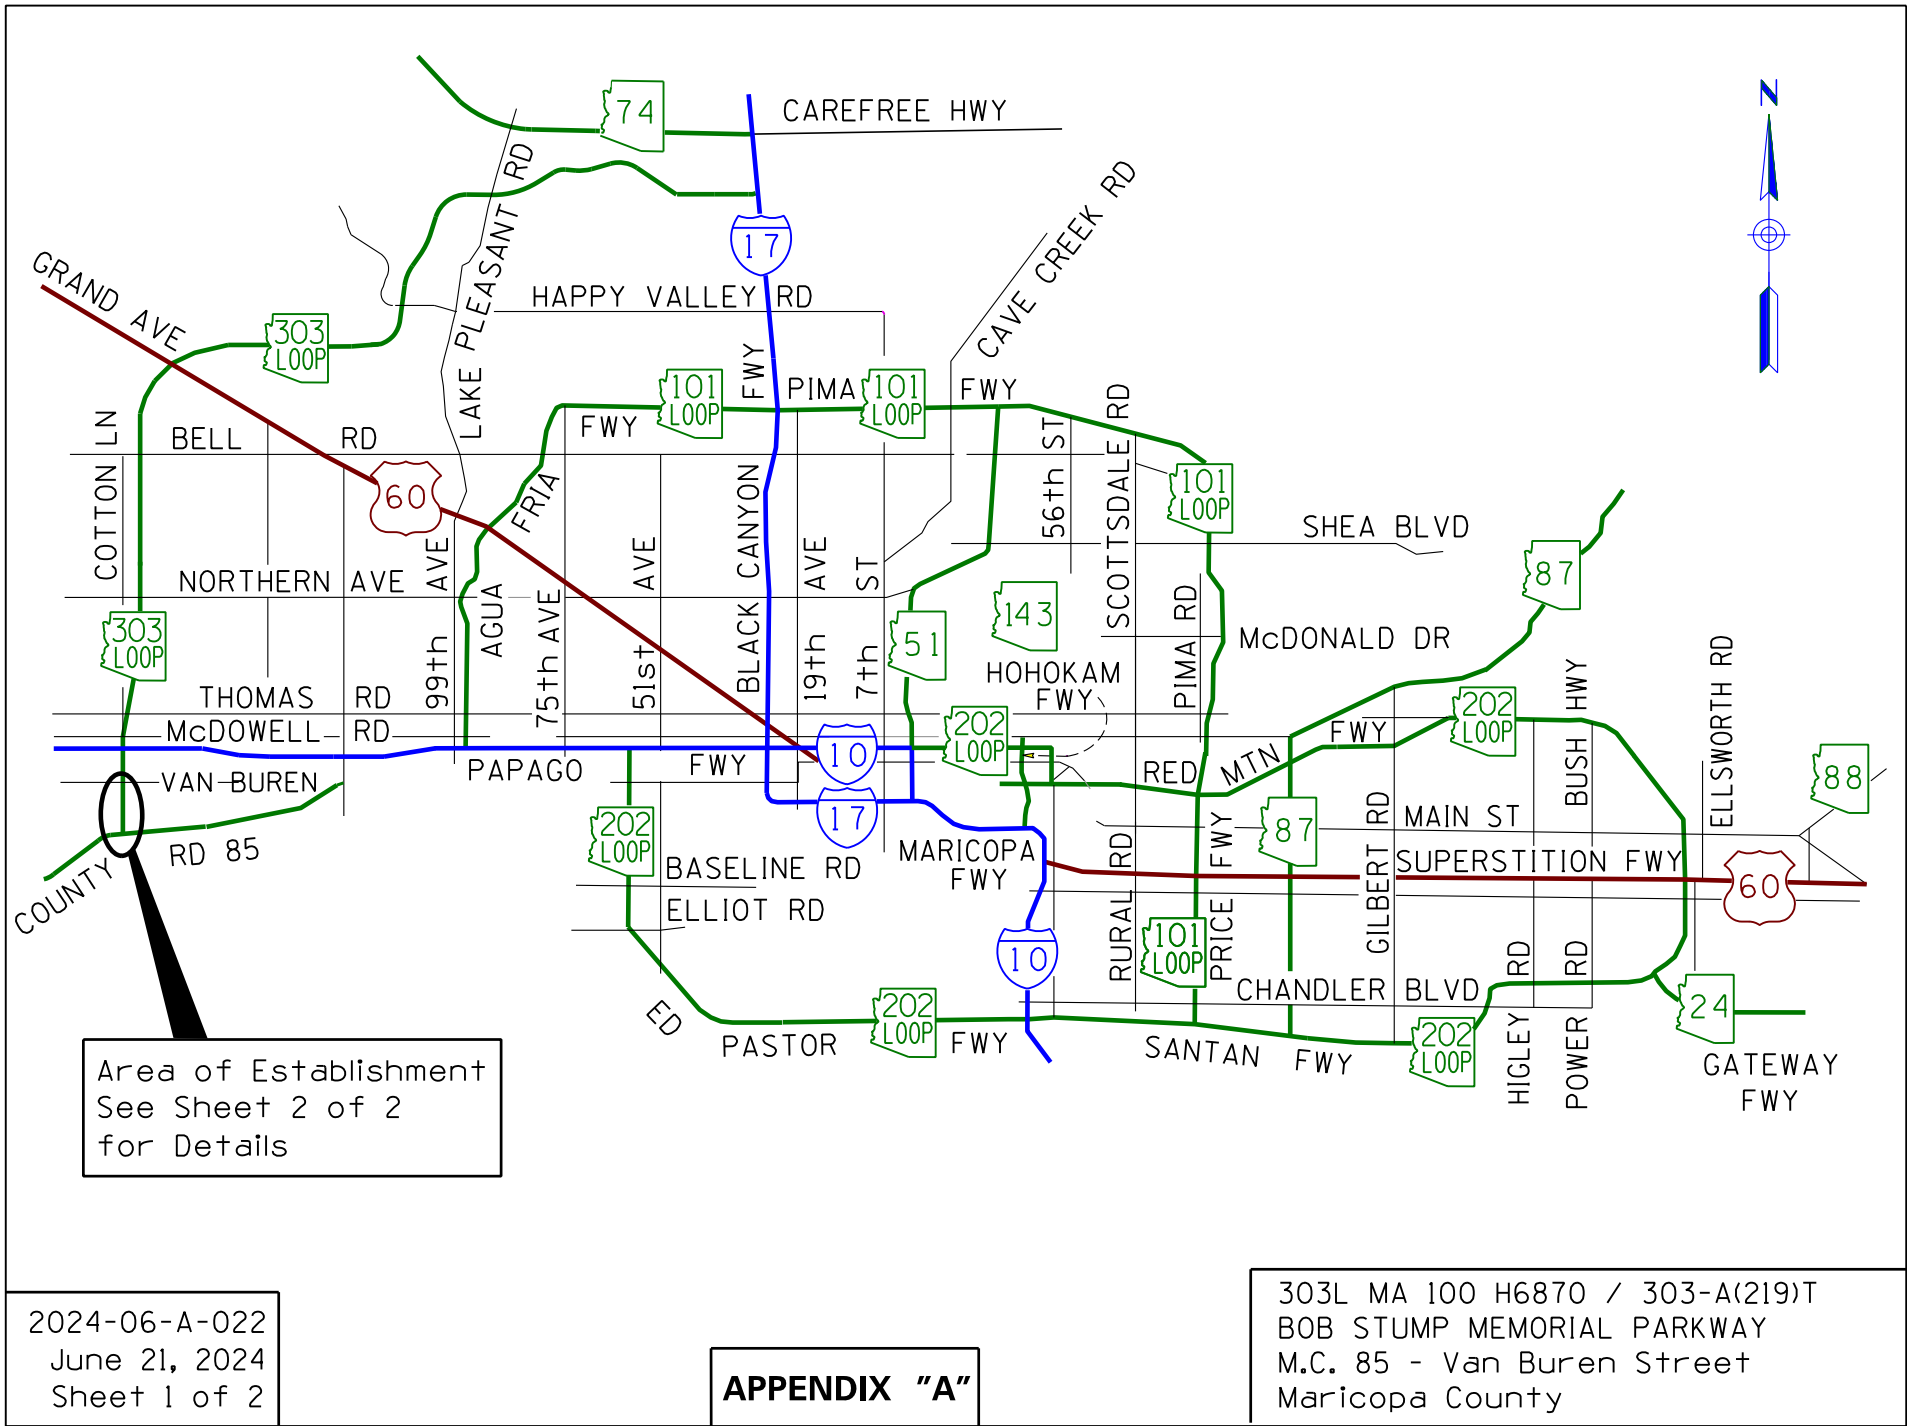 74
CAREFREE HWY
N
LAKE PLEASANT RD
CAVE CREEK RD
17
GRAND AVE
HAPPY VALLEY RD
303
LOOP
101
LOOP
BLACK CANYON FWY
PIMA
101
LOOP
FWY
FWY
COTTON LN
BELL RD
60
AGUA FRIA
56th ST
SCOTTSDALE RD
101
LOOP
SHEA BLVD
87
NORTHERN AVE
99th AVE
75th AVE
51st AVE
19th AVE
7th ST
143
51
PIMA RD
McDONALD DR
303
LOOP
HOHOKAM
FWY
THOMAS RD
McDOWELL RD
202
LOOP
202
LOOP
BUSH HWY
ELLSWORTH RD
FWY
10
PAPAGO
FWY
RED MTN
VAN BUREN
88
17
202
LOOP
87
GILBERT RD
MAIN ST
COUNTY
RD 85
MARICOPA
FWY
BASELINE RD
SUPERSTITION FWY
60
ELLIOT RD
RURAL RD
PRICE FWY
101
LOOP
10
HIGLEY RD
POWER RD
CHANDLER BLVD
24
ED
PASTOR
202
LOOP
FWY
SANTAN
FWY
202
LOOP
GATEWAY
FWY
Area of Establishment
See Sheet 2 of 2
for Details
2024-06-A-022
June 21, 2024
Sheet 1 of 2
APPENDIX "A"
303L MA 100 H6870 / 303-A(219)T
BOB STUMP MEMORIAL PARKWAY
M.C. 85 - Van Buren Street
Maricopa County